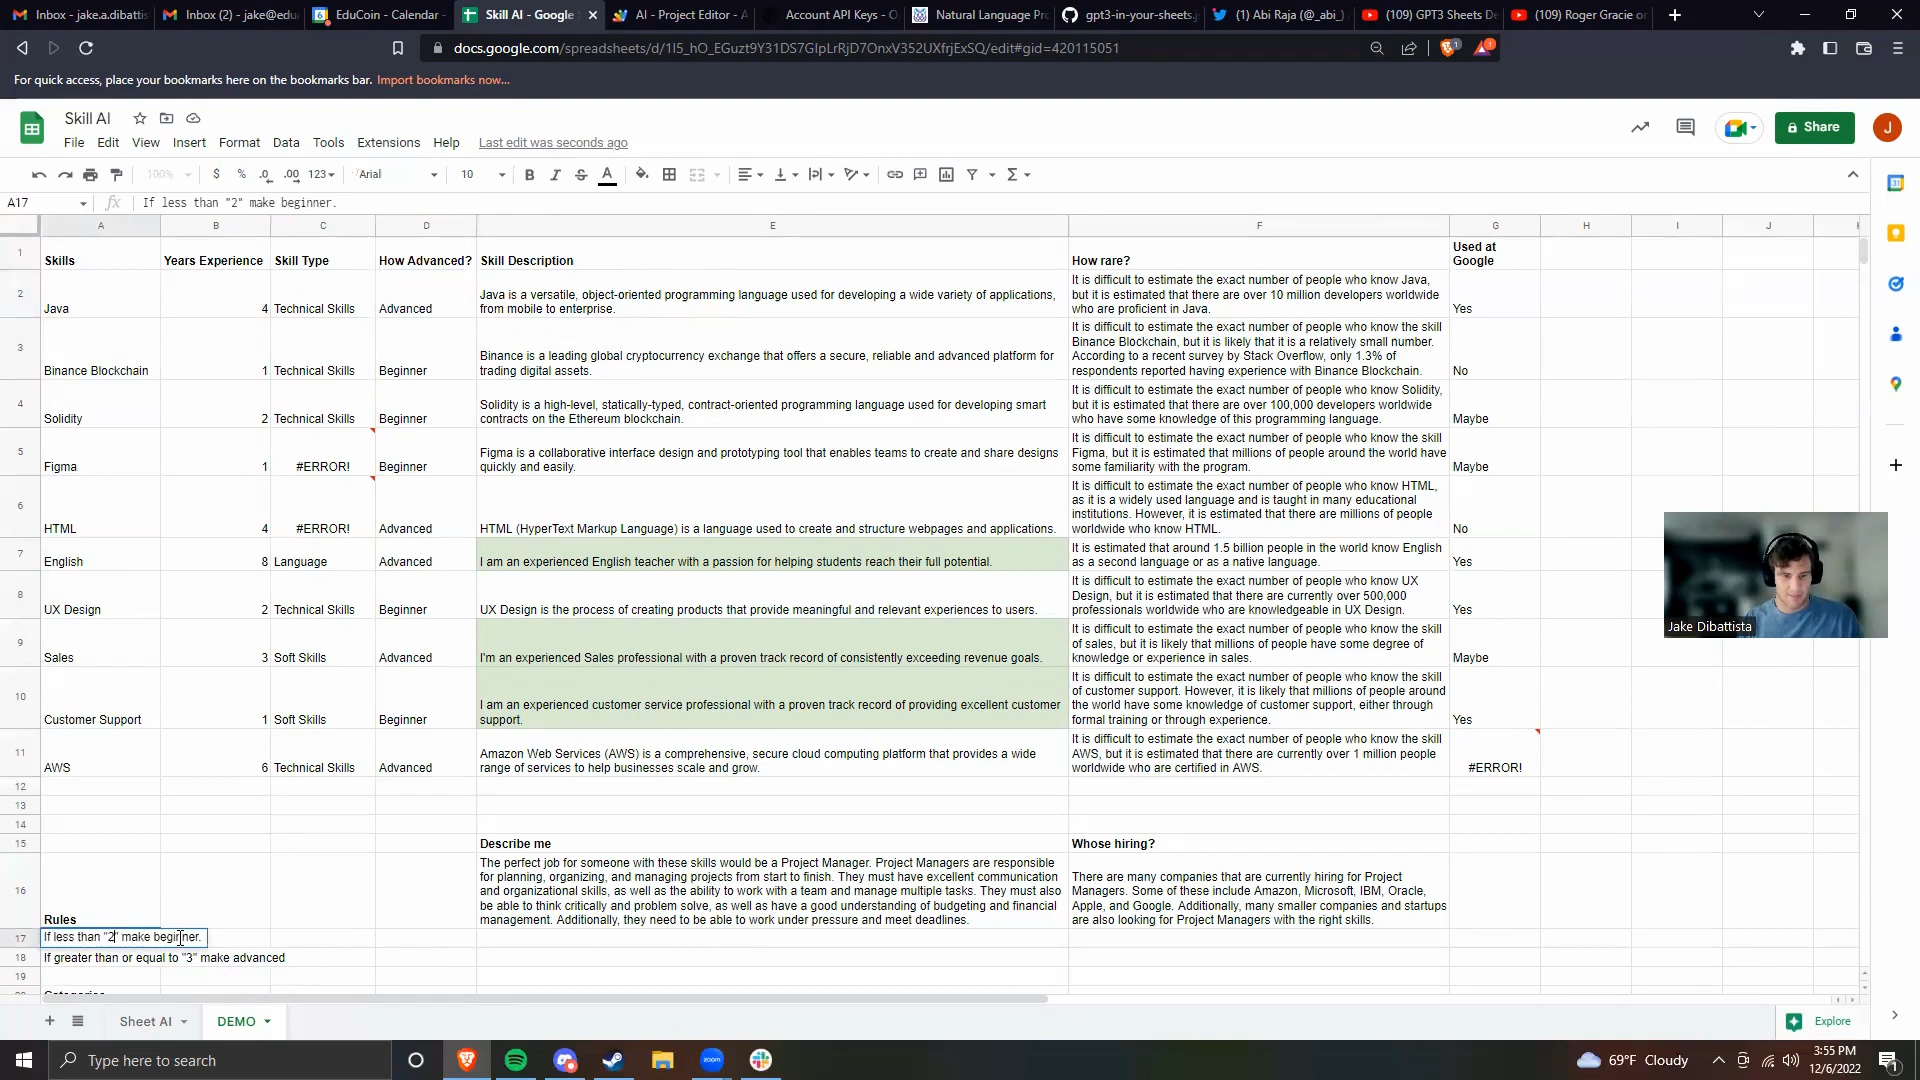 Inbox - jake.a.dibattis
Inbox (2) - jake@edu
EduCoin - Calendar -
Skill AI - Google
AI - Project Editor - A
Account API Keys - O
Natural Language Pro
gpt3-in-your-sheets.
(1) Abi Raja (@_abi_)
(109) GPT3 Sheets De
(109) Roger Gracie or
docs.google.com/spreadsheets/d/1I5_hO_EGuzt9Y31DS7GIpLrRjD7OnxV352UXfrjExSQ/edit#gid=420115051
1
1
For quick access, place your bookmarks here on the bookmarks bar. Import bookmarks now...
Skill AI
File Edit View Insert Format Data Tools Extensions Help Last edit was seconds ago
Share
J
100% $ % .0 .00 123 Arial 10 B I S A
A17 fx If less than "2" make beginner.
A B C D E F G H I J
1 Skills Years Experience Skill Type How Advanced? Skill Description How rare? Used at
Google
2 Java 4 Technical Skills Advanced Java is a versatile, object-oriented programming language used for developing a wide variety of applications,
from mobile to enterprise.
It is difficult to estimate the exact number of people who know Java,
but it is estimated that there are over 10 million developers worldwide
who are proficient in Java.
Yes
3 Binance Blockchain 1 Technical Skills Beginner Binance is a leading global cryptocurrency exchange that offers a secure, reliable and advanced platform for
trading digital assets.
It is difficult to estimate the exact number of people who know the skill
Binance Blockchain, but it is likely that it is a relatively small number.
According to a recent survey by Stack Overflow, only 1.3% of
respondents reported having experience with Binance Blockchain.
No
4 Solidity 2 Technical Skills Beginner Solidity is a high-level, statically-typed, contract-oriented programming language used for developing smart
contracts on the Ethereum blockchain.
It is difficult to estimate the exact number of people who know Solidity,
but it is estimated that there are over 100,000 developers worldwide
who have some knowledge of this programming language.
Maybe
5 Figma 1 #ERROR! Beginner Figma is a collaborative interface design and prototyping tool that enables teams to create and share designs
quickly and easily.
It is difficult to estimate the exact number of people who know the skill
Figma, but it is estimated that millions of people around the world have
some familiarity with the program.
Maybe
6 HTML 4 #ERROR! Advanced HTML (HyperText Markup Language) is a language used to create and structure webpages and applications.
It is difficult to estimate the exact number of people who know HTML,
as it is a widely used language and is taught in many educational
institutions. However, it is estimated that there are millions of people
worldwide who know HTML.
No
7 English 8 Language Advanced I am an experienced English teacher with a passion for helping students reach their full potential.
It is estimated that around 1.5 billion people in the world know English
as a second language or as a native language.
Yes
8 UX Design 2 Technical Skills Beginner UX Design is the process of creating products that provide meaningful and relevant experiences to users.
It is difficult to estimate the exact number of people who know UX
Design, but it is estimated that there are currently over 500,000
professionals worldwide who are knowledgeable in UX Design.
Yes
9 Sales 3 Soft Skills Advanced I'm an experienced Sales professional with a proven track record of consistently exceeding revenue goals.
It is difficult to estimate the exact number of people who know the skill
of sales, but it is likely that millions of people have some degree of
knowledge or experience in sales.
Maybe
10 Customer Support 1 Soft Skills Beginner I am an experienced customer service professional with a proven track record of providing excellent customer
support.
It is difficult to estimate the exact number of people who know the skill
of customer support. However, it is likely that millions of people around
the world have some knowledge of customer support, either through
formal training or through experience.
Yes
11 AWS 6 Technical Skills Advanced Amazon Web Services (AWS) is a comprehensive, secure cloud computing platform that provides a wide
range of services to help businesses scale and grow.
It is difficult to estimate the exact number of people who know the skill
AWS, but it is estimated that there are currently over 1 million people
worldwide who are certified in AWS.
#ERROR!
Jake Dibattista
12
13
14
15 Describe me Whose hiring?
16 Rules
The perfect job for someone with these skills would be a Project Manager. Project Managers are responsible
for planning, organizing, and managing projects from start to finish. They must have excellent communication
and organizational skills, as well as the ability to work with a team and manage multiple tasks. They must also
be able to think critically and problem solve, as well as have a good understanding of budgeting and financial
management. Additionally, they need to be able to work under pressure and meet deadlines.
There are many companies that are currently hiring for Project
Managers. Some of these include Amazon, Microsoft, IBM, Oracle,
Apple, and Google. Additionally, many smaller companies and startups
are also looking for Project Managers with the right skills.
17 If less than "2" make beginner.
18 If greater than or equal to "3" make advanced
19
Sheet AI DEMO Explore
Type here to search
zoom
69°F Cloudy
3:55 PM
12/6/2022
1